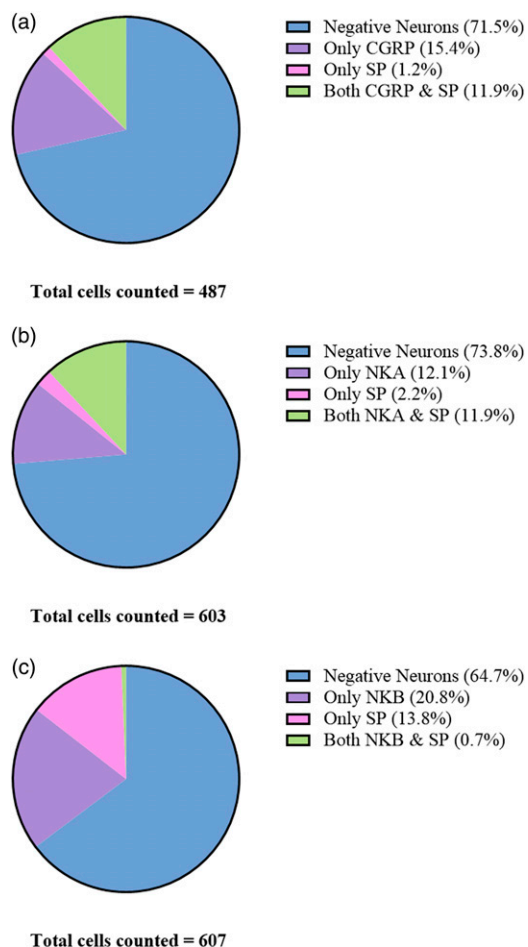 (a)
Negative Neurons (71.5%)
Only CGRP (15.4%)
Only SP (1.2%)
Both CGRP & SP (11.9%)
Total cells counted = 487
(b)
Negative Neurons (73.8%)
Only NKA (12.1%)
Only SP (2.2%)
Both NKA & SP (11.9%)
Total cells counted = 603
(c)
Negative Neurons (64.7%)
Only NKB (20.8%)
Only SP (13.8%)
Both NKB & SP (0.7%)
Total cells counted = 607